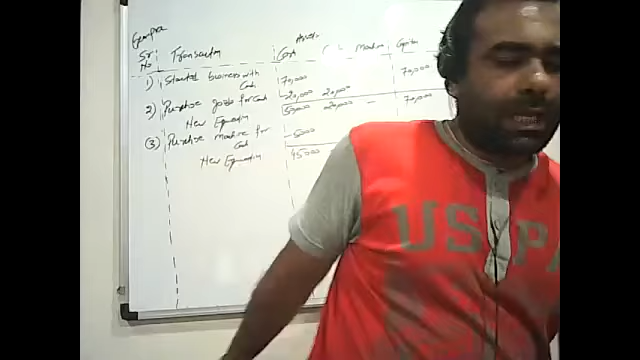 Example
Assets
Sr No Transaction Cash Machine Capital
1) Started business with Cash 70,000 70,000
2) Purchase goods for Cash -20,000 20,000
New Equation 50,000 20,000 — 70,000
3) Purchase machine for Cash -5000
New Equation 45000
USPA